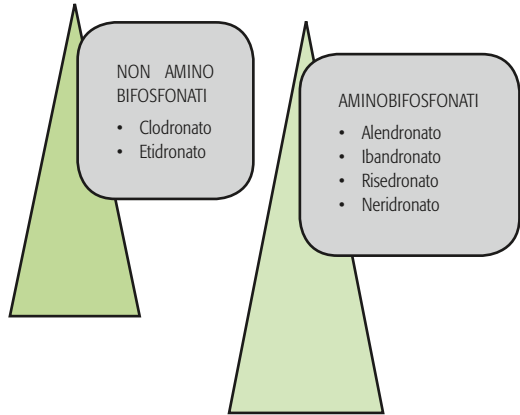 NON AMINO
BIFOSFONATI
• Clodronato
• Etidronato
AMINOBIFOSFONATI
• Alendronato
• Ibandronato
• Risedronato
• Neridronato